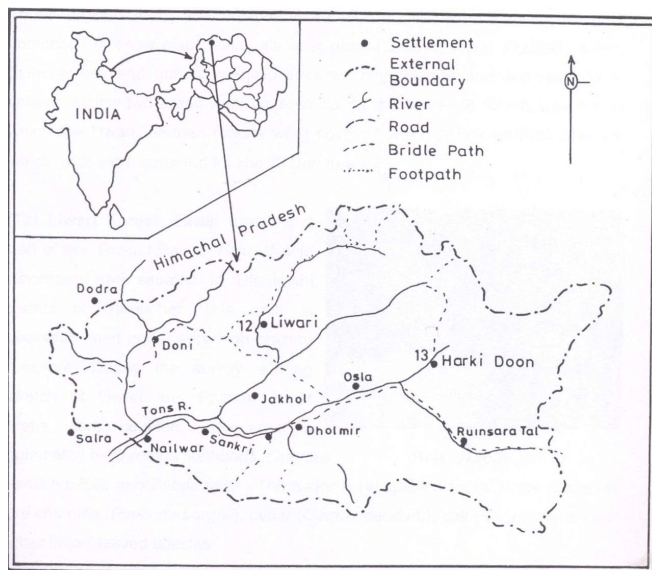 INDIA
Settlement
External
Boundary
River
Road
Bridle Path
Footpath
N
Himachal Pradesh
Dodra
12 Liwari
Doni
13 Harki Doon
Osla
Jakhol
Tons R.
Dholmir
Ruinsara Tal
Salra
Nailwar
Sankri